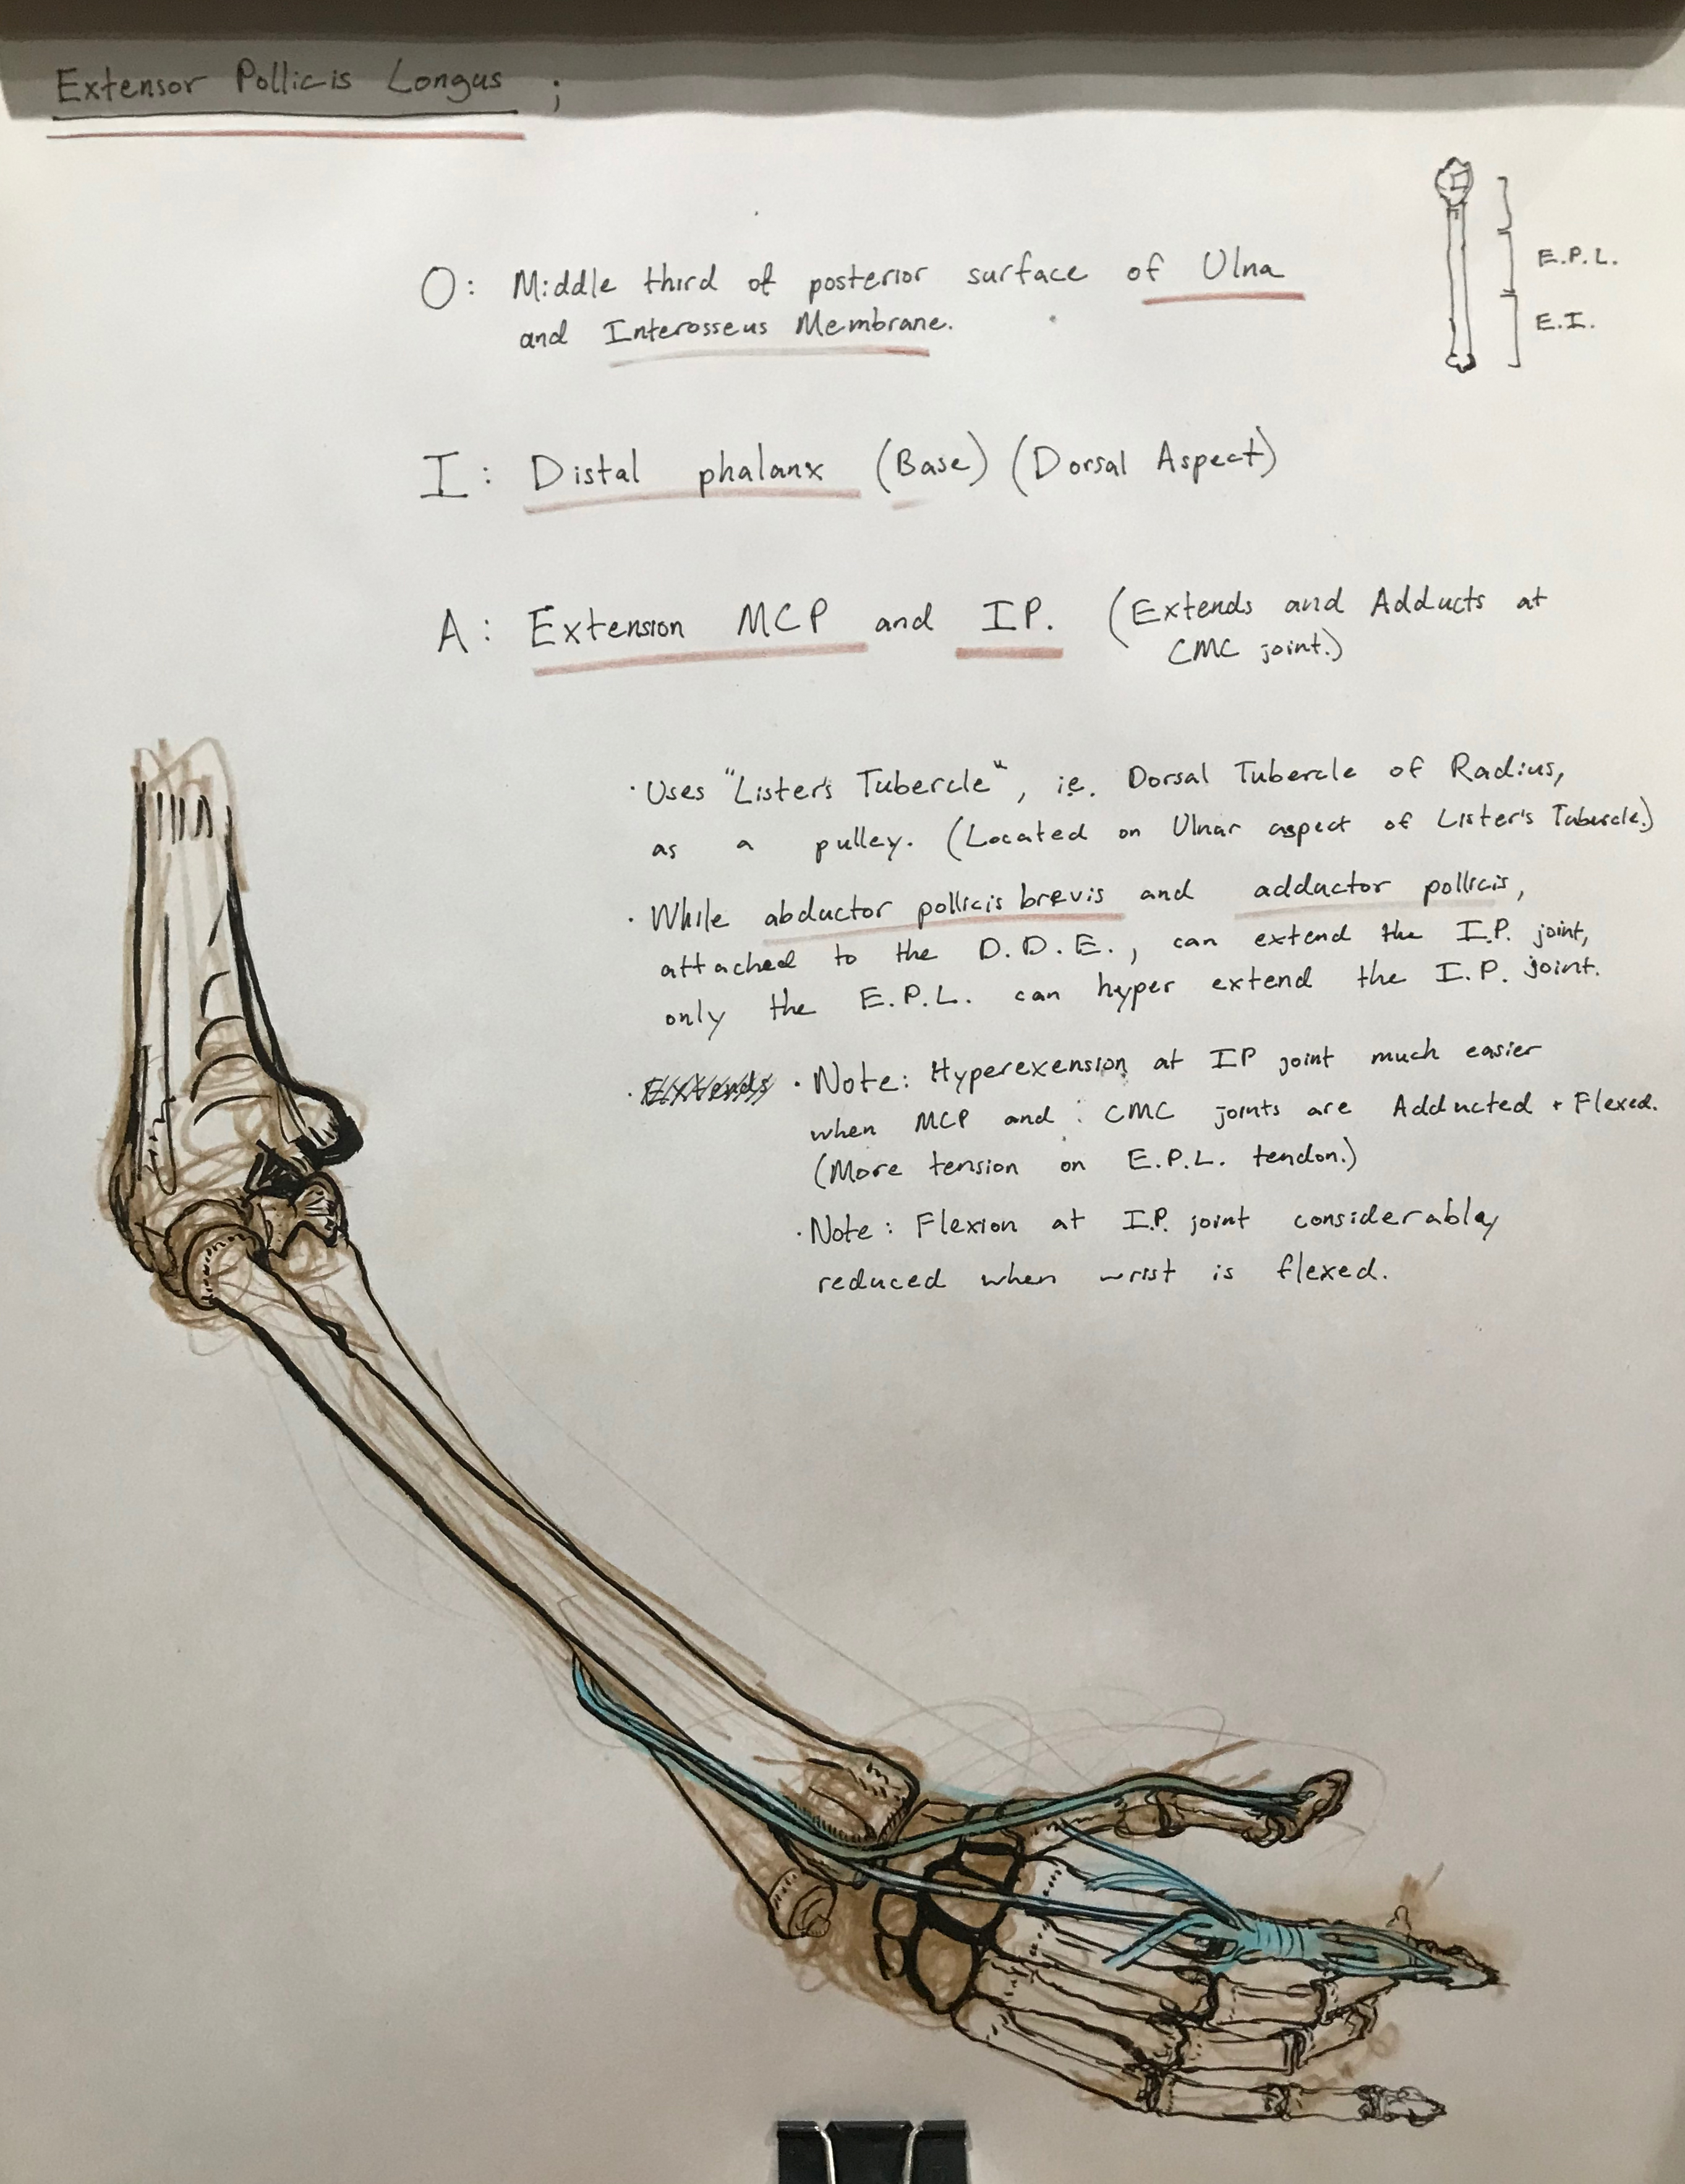 Extensor Pollicis Longus ;
O: Middle third of posterior surface of Ulna
and Interosseus Membrane.
E.P.L.
E.I.
I: Distal phalanx (Base) (Dorsal Aspect)
A: Extension MCP and IP. (Extends and Adducts at
CMC joint.)
· Uses "Lister's Tubercle", ie. Dorsal Tubercle of Radius,
as a pulley. (Located on Ulnar aspect of Lister's Tubercle.)
· While abductor pollicis brevis and adductor pollicis,
attached to the D.D.E., can extend the I.P. joint,
only the E.P.L. can hyper extend the I.P. joint.
· Extends · Note: Hyperexension at IP joint much easier
when MCP and CMC joints are Adducted + Flexed.
(More tension on E.P.L. tendon.)
· Note: Flexion at I.P. joint considerabley
reduced when wrist is flexed.